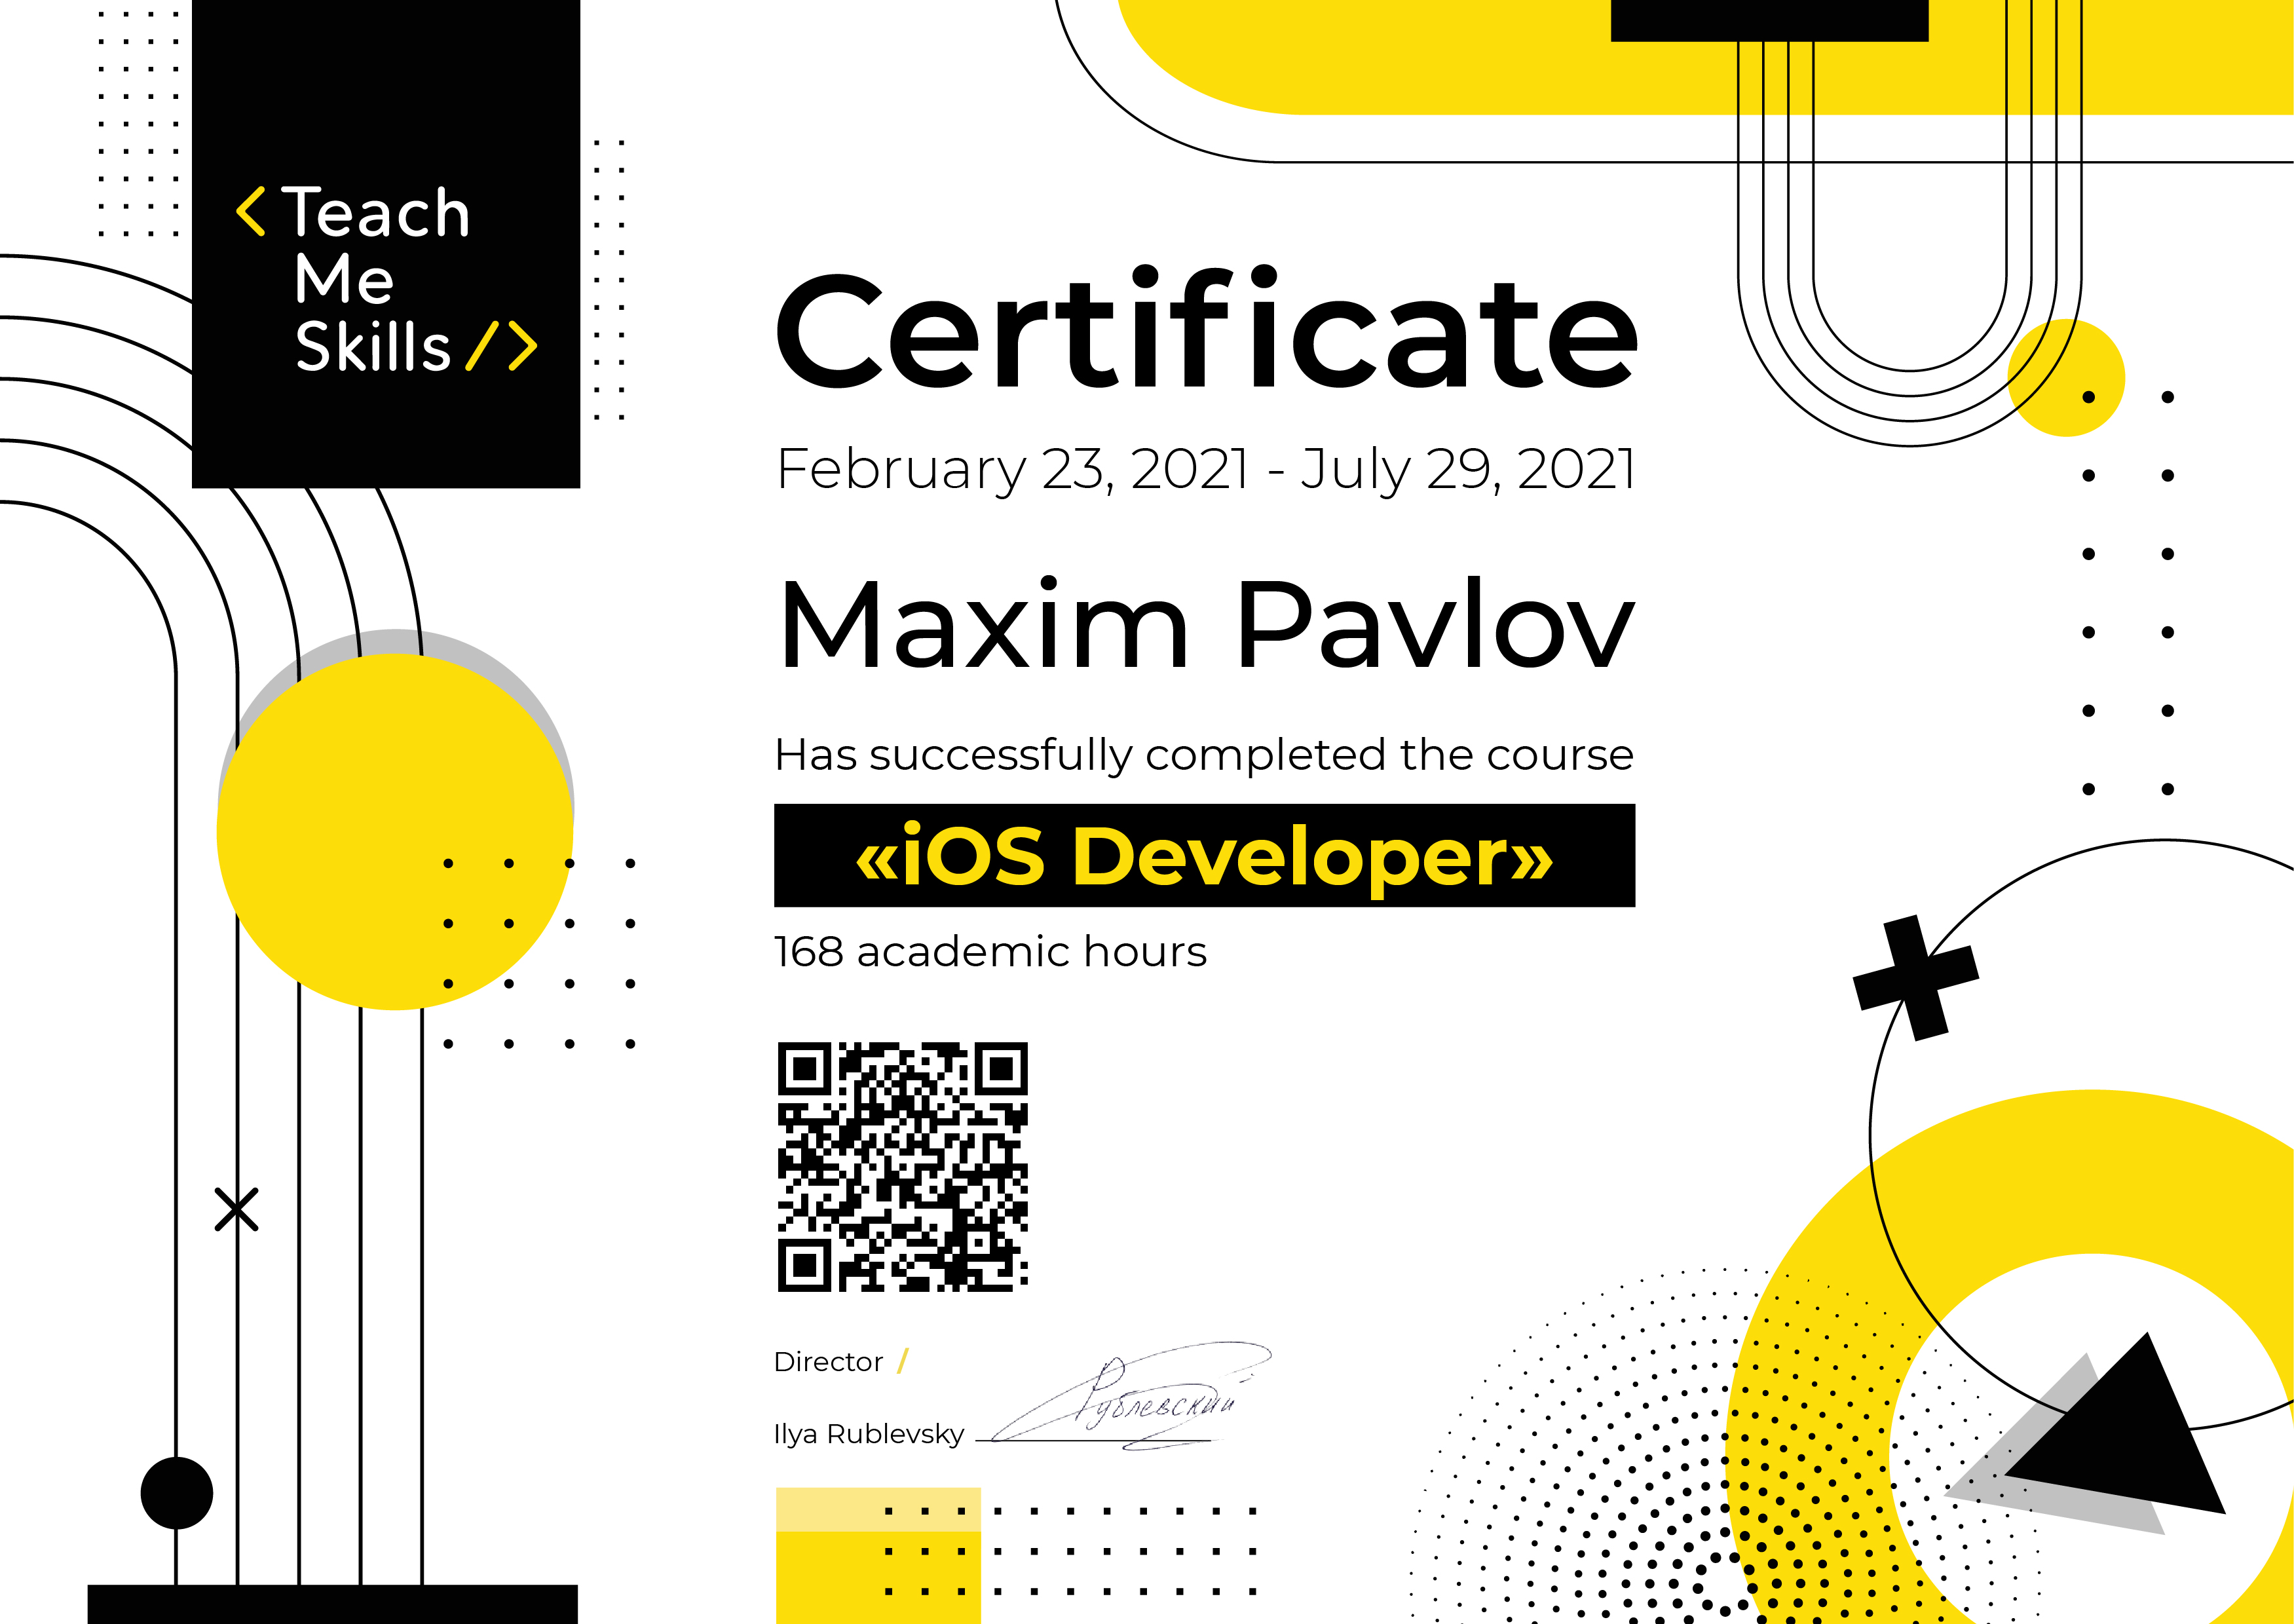 < Teach
Me
Skills />
Certificate
February 23, 2021 - July 29, 2021
Maxim Pavlov
Has successfully completed the course
«iOS Developer»
168 academic hours
Director /
Ilya Rublevsky
Рублевский